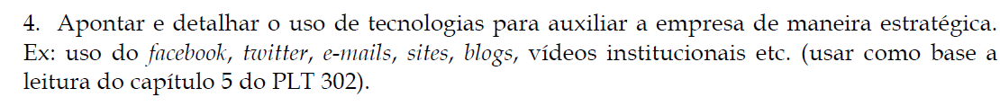 4. Apontar e detalhar o uso de tecnologias para auxiliar a empresa de maneira estratégica.
Ex: uso do facebook, twitter, e-mails, sites, blogs, vídeos institucionais etc. (usar como base a
leitura do capítulo 5 do PLT 302).